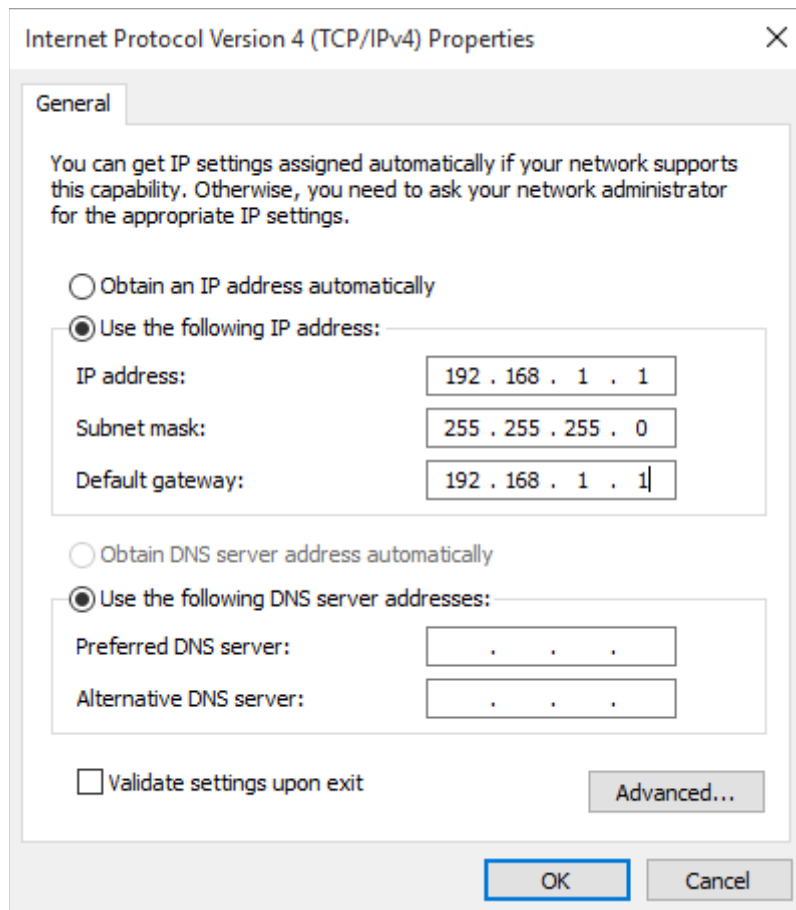 Internet Protocol Version 4 (TCP/IPv4) Properties
General
You can get IP settings assigned automatically if your network supports
this capability. Otherwise, you need to ask your network administrator
for the appropriate IP settings.
Obtain an IP address automatically
Use the following IP address:
IP address: 192 . 168 . 1 . 1
Subnet mask: 255 . 255 . 255 . 0
Default gateway: 192 . 168 . 1 . 1
Obtain DNS server address automatically
Use the following DNS server addresses:
Preferred DNS server: . . .
Alternative DNS server: . . .
Validate settings upon exit
Advanced...
OK Cancel